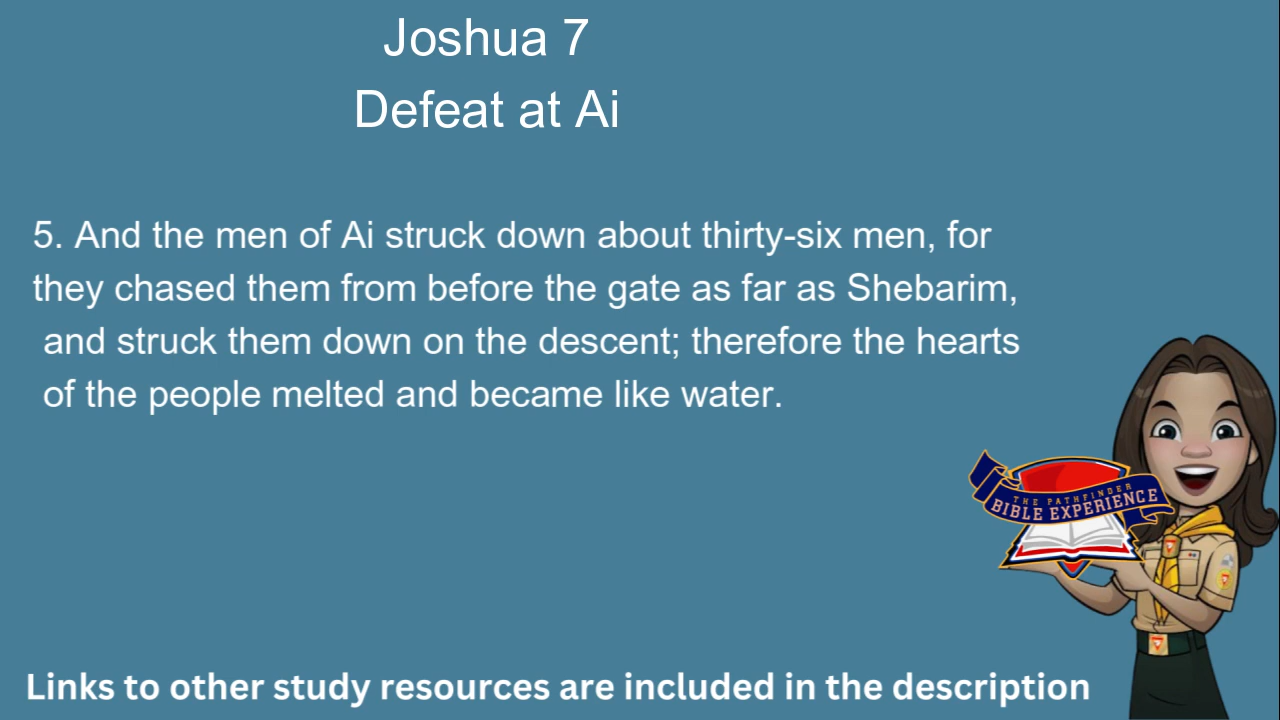 Joshua 7
Defeat at Ai
5. And the men of Ai struck down about thirty-six men, for
they chased them from before the gate as far as Shebarim,
and struck them down on the descent; therefore the hearts
of the people melted and became like water.
THE PATHFINDER
BIBLE EXPERIENCE
Links to other study resources are included in the description